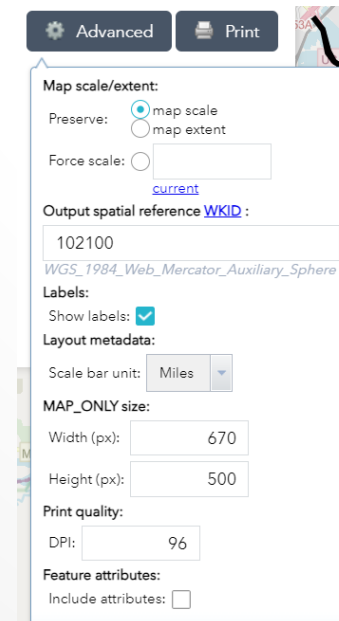 Advanced
Print
Map scale/extent:
Preserve:
map scale
map extent
Force scale:
current
Output spatial reference WKID :
102100
WGS_1984_Web_Mercator_Auxiliary_Sphere
Labels:
Show labels:
Layout metadata:
Scale bar unit: Miles
MAP_ONLY size:
Width (px): 670
Height (px): 500
Print quality:
DPI: 96
Feature attributes:
Include attributes: